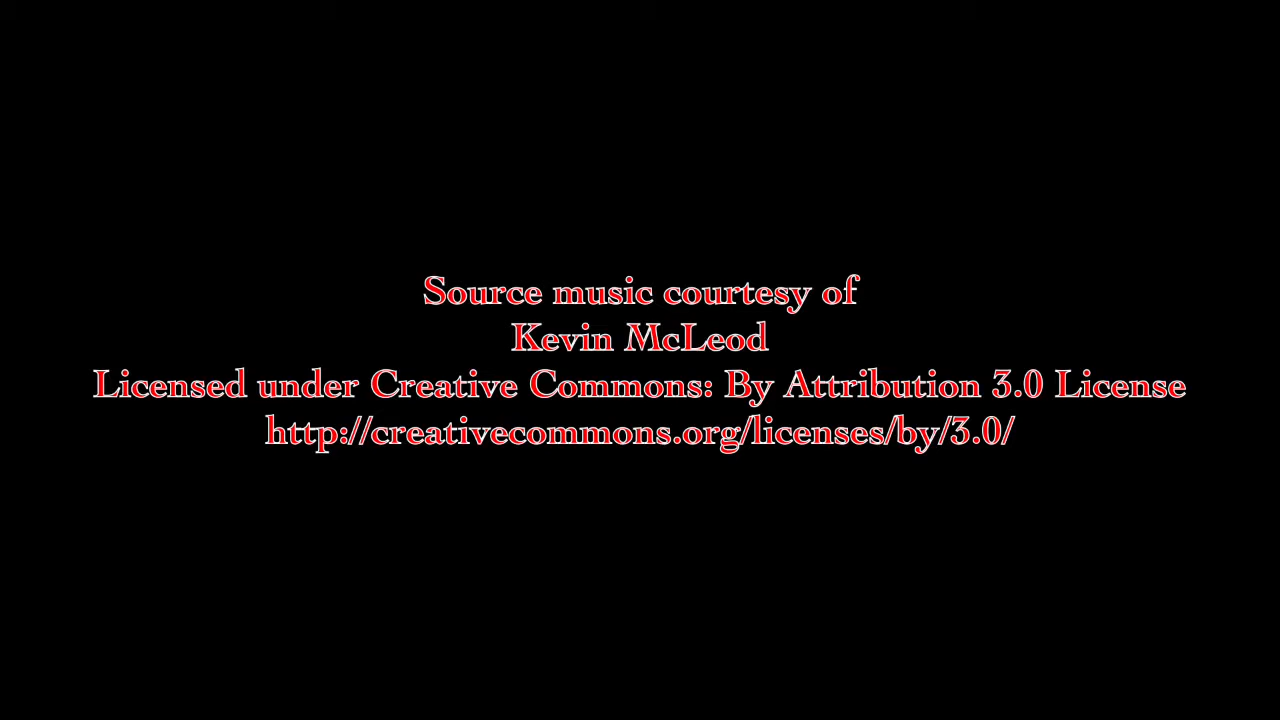 Source music courtesy of
Kevin McLeod
Licensed under Creative Commons: By Attribution 3.0 License
http://creativecommons.org/licenses/by/3.0/